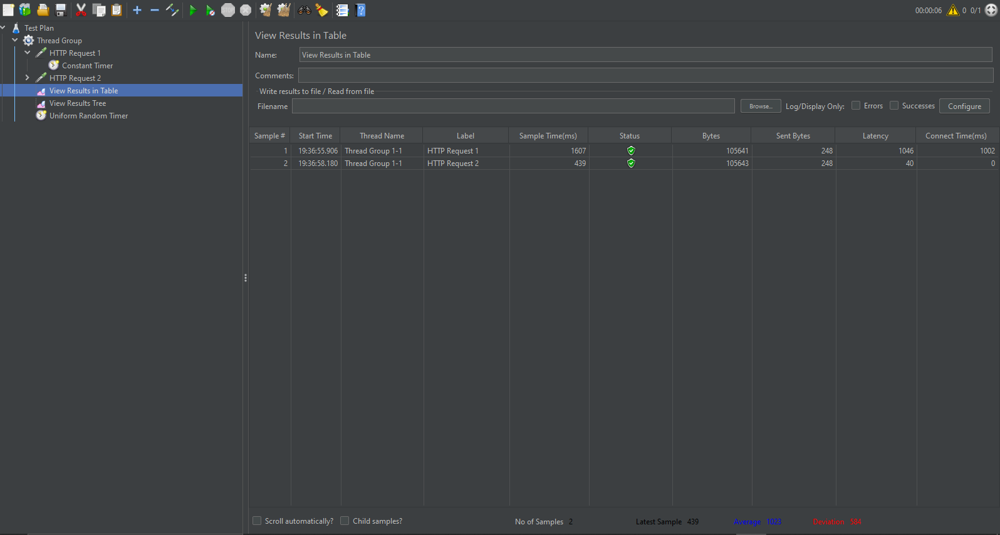 00:00:06 0 0/1
Test Plan
Thread Group
HTTP Request 1
Constant Timer
HTTP Request 2
View Results in Table
View Results Tree
Uniform Random Timer
View Results in Table
Name: View Results in Table
Comments:
Write results to file / Read from file
Filename Browse... Log/Display Only: Errors Successes Configure
Sample # Start Time Thread Name Label Sample Time(ms) Status Bytes Sent Bytes Latency Connect Time(ms)
1 19:36:55.906 Thread Group 1-1 HTTP Request 1 1607 105641 248 1046 1002
2 19:36:58.180 Thread Group 1-1 HTTP Request 2 439 105643 248 40 0
Scroll automatically? Child samples? No of Samples 2 Latest Sample 439 Average 1023 Deviation 584